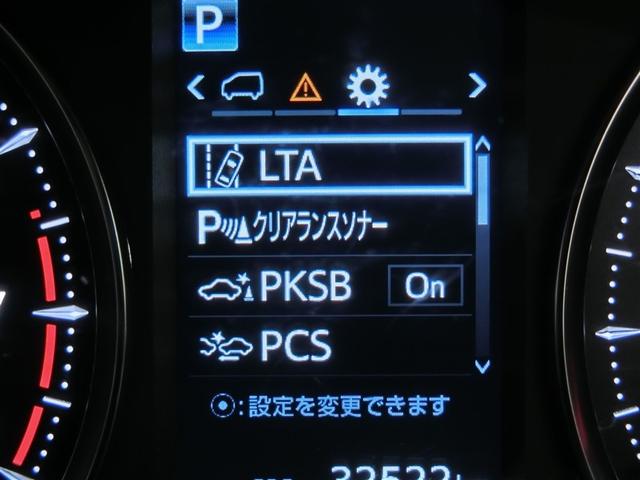 P
LTA
P クリアランスソナー
PKSB On
PCS
:設定を変更できます
32522